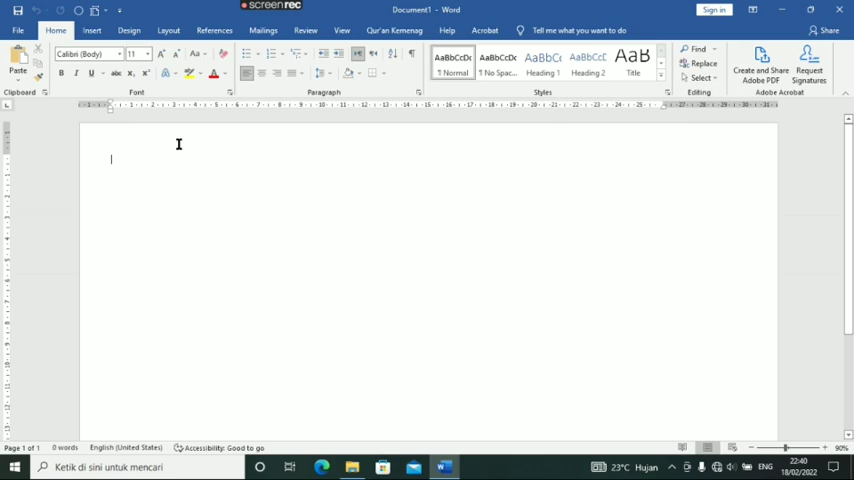 screenrec
Document1 - Word
Sign in
File Home Insert Design Layout References Mailings Review View Qur'an Kemenag Help Acrobat Tell me what you want to do Share
Paste
Calibri (Body) 11
Clipboard
Font
Paragraph
AaBbCcDc
¶ Normal
AaBbCcDc
¶ No Spac...
AaBbCc
Heading 1
AaBbCcD
Heading 2
AaB
Title
Styles
Find
Replace
Select
Editing
Create and Share
Adobe PDF
Request
Signatures
Adobe Acrobat
Page 1 of 1 0 words English (United States) Accessibility: Good to go 90%
Ketik di sini untuk mencari
23°C Hujan
ENG
22:40
18/02/2022